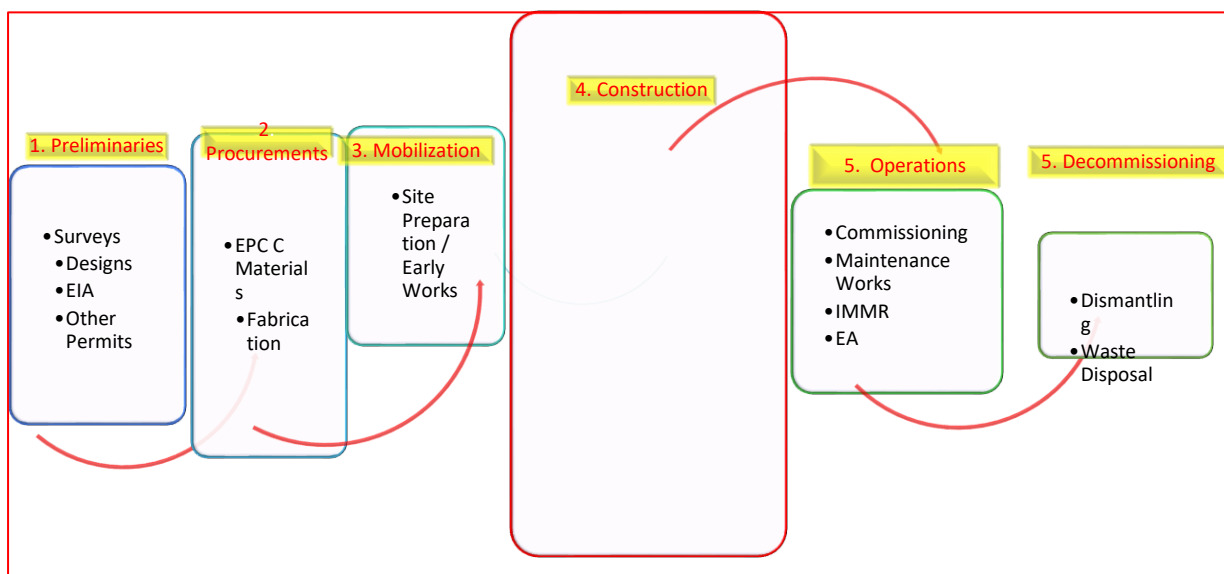 1. Preliminaries
•Surveys
•Designs
•EIA
•Other
Permits
2
Procurements
•EPC C
Material
s
•Fabrica
tion
3. Mobilization
•Site
Prepara
tion /
Early
Works
4. Construction
5. Operations
•Commissioning
•Maintenance
Works
•IMMR
•EA
5. Decommissioning
•Dismantlin
g
•Waste
Disposal